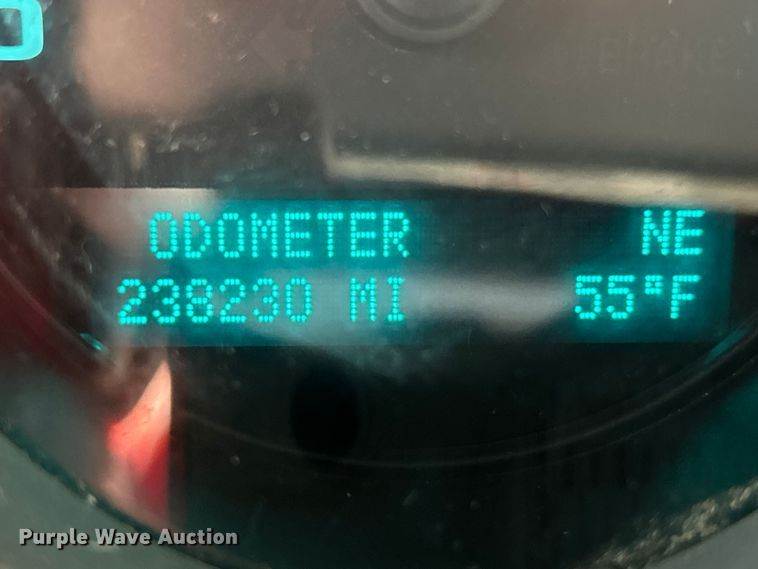 ODOMETER NE
238230 MI 55°F
Purple Wave Auction